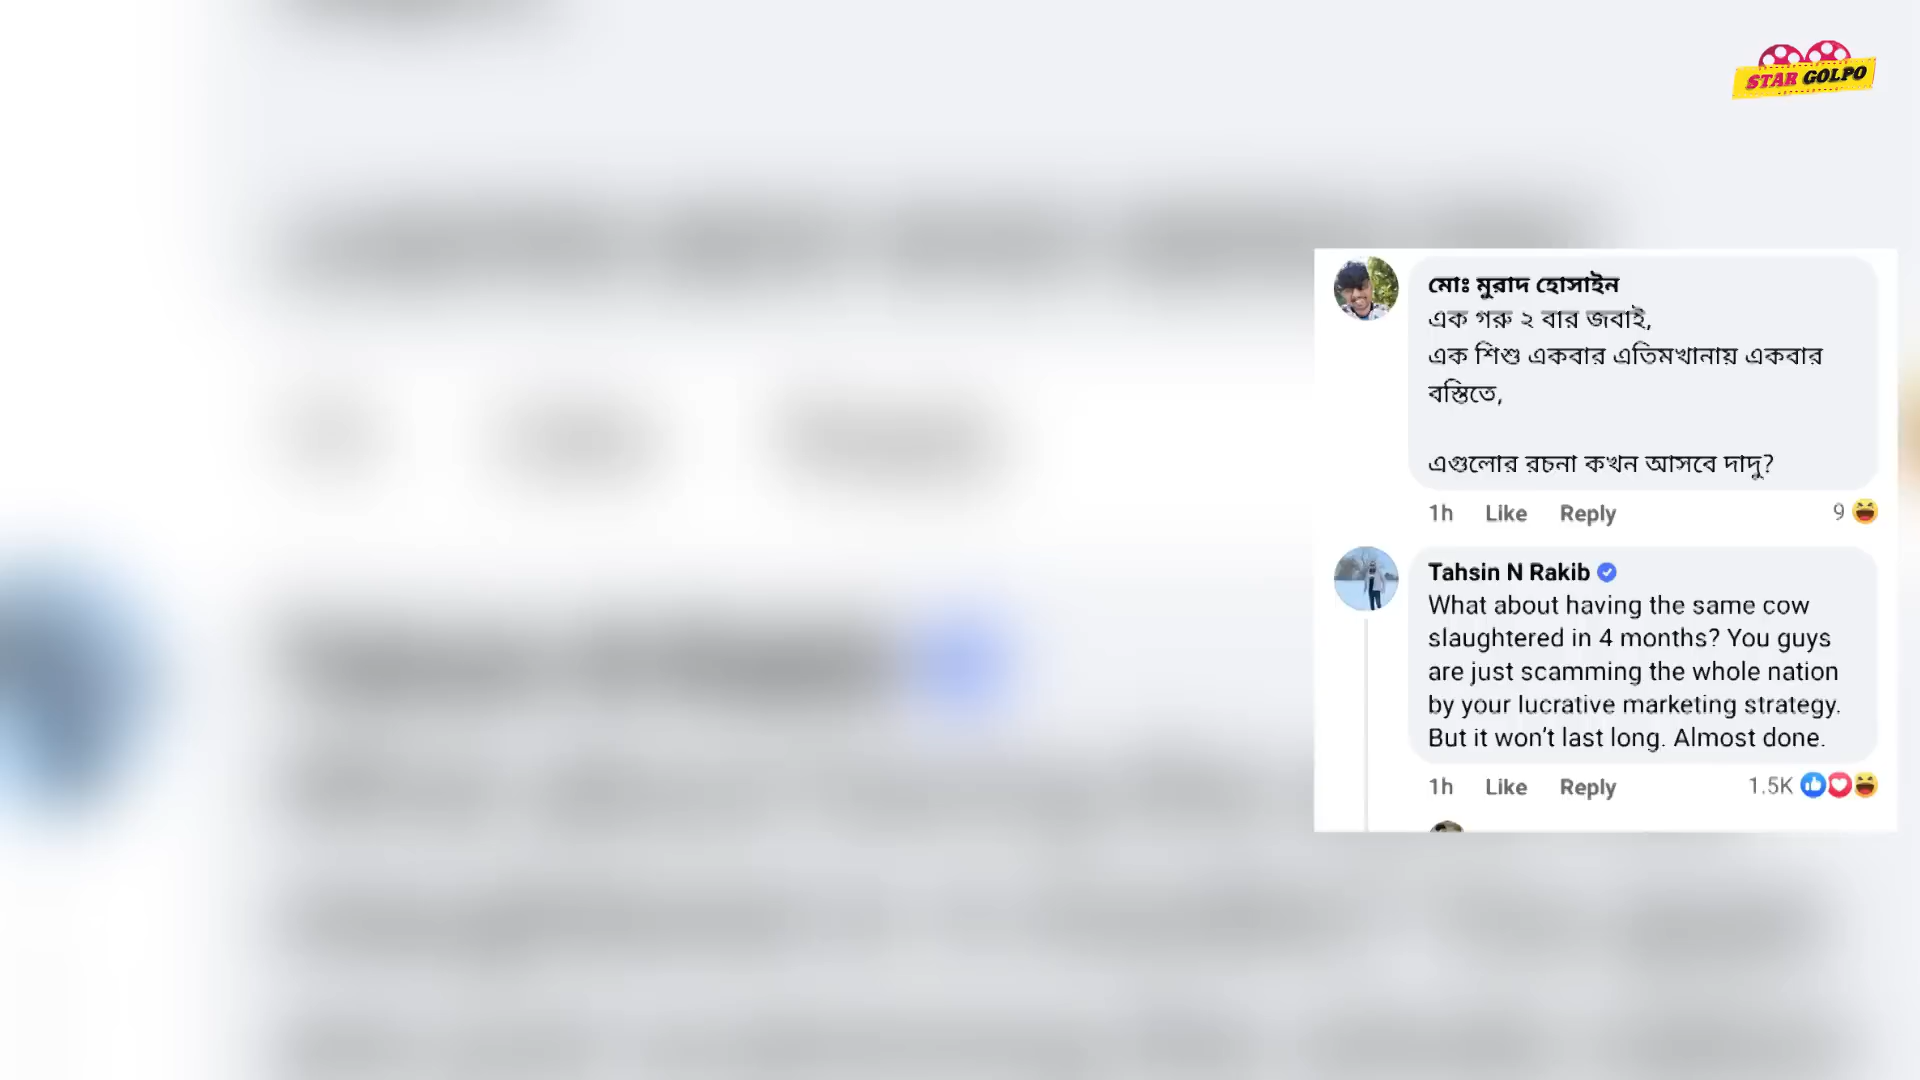 STAR GOLPO
মোঃ মুরাদ হোসাইন
এক গরু ২ বার জবাই,
এক শিশু একবার এতিমখানায় একবার
বস্তিতে,
এগুলোর রচনা কখন আসবে দাদু?
1h Like Reply 9
Tahsin N Rakib
What about having the same cow
slaughtered in 4 months? You guys
are just scamming the whole nation
by your lucrative marketing strategy.
But it won't last long. Almost done.
1h Like Reply 1.5K